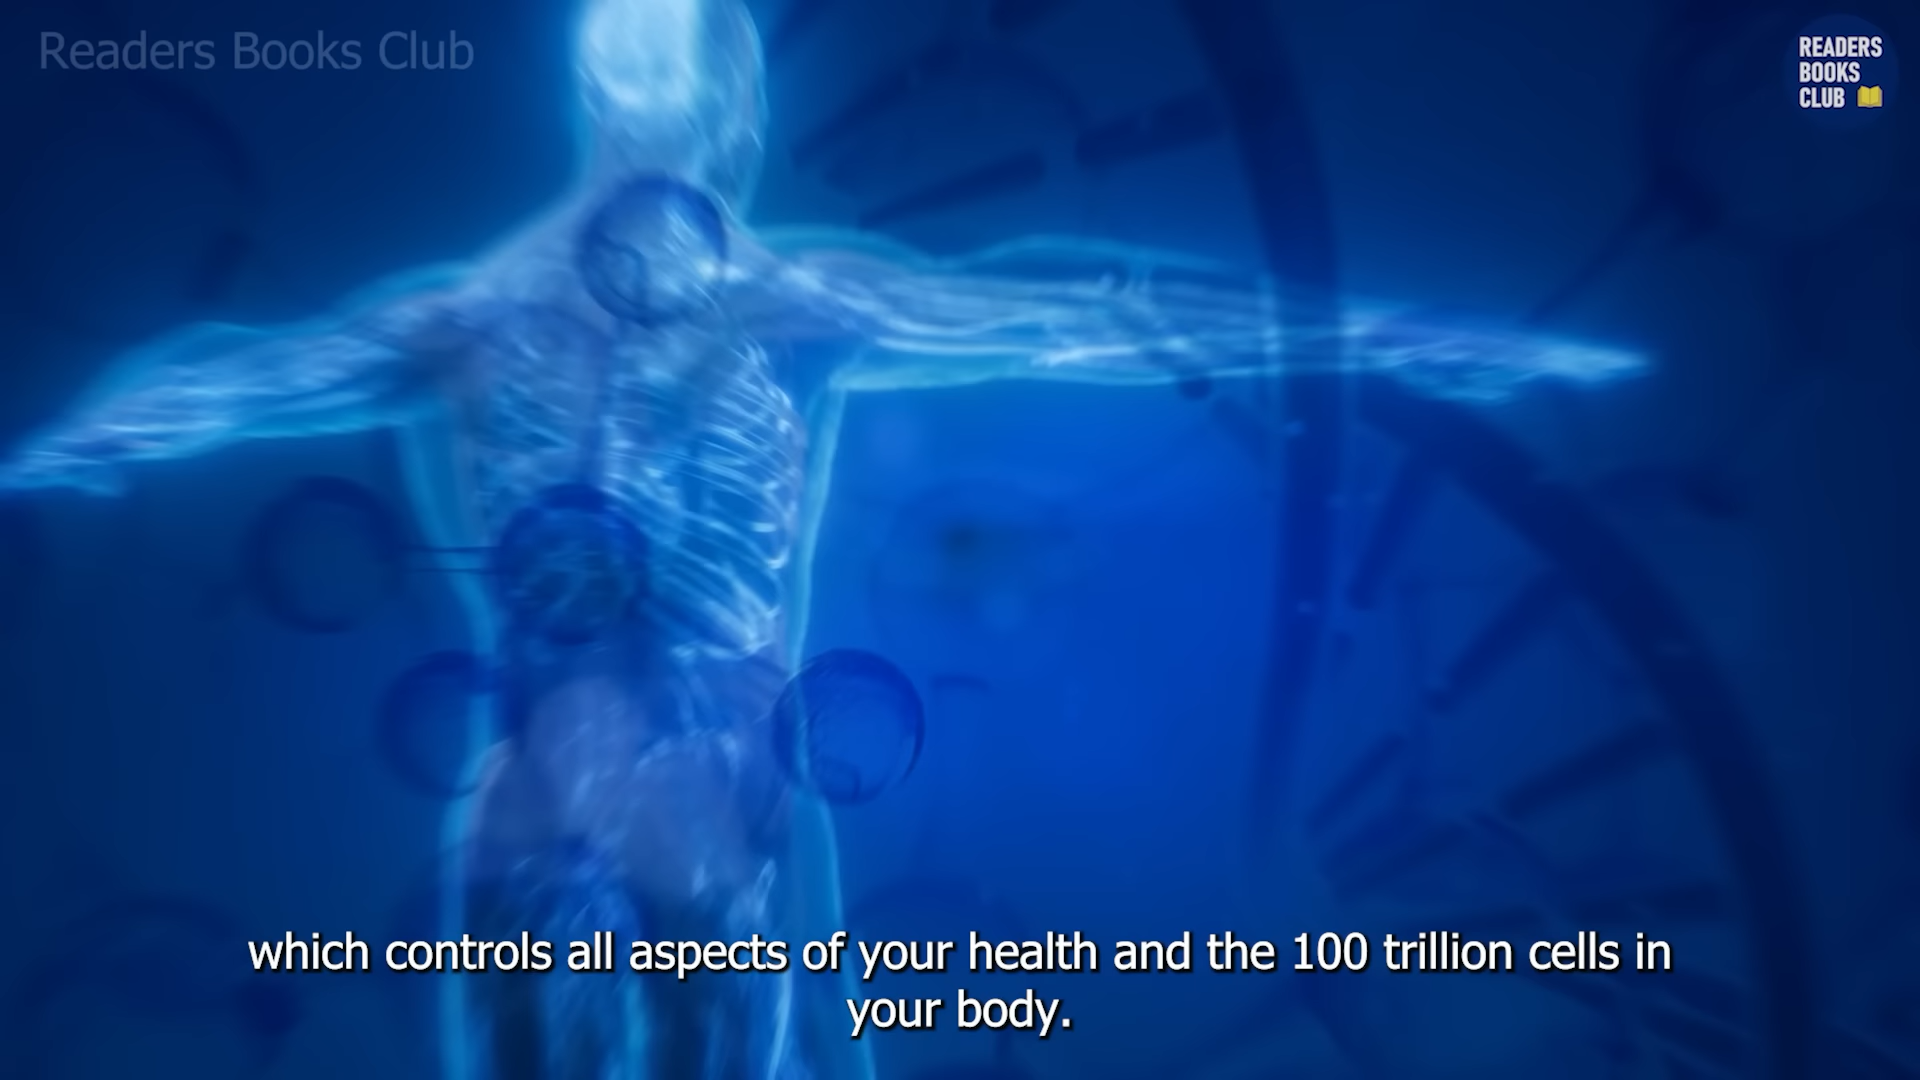 Readers Books Club
READERS
BOOKS
CLUB
which controls all aspects of your health and the 100 trillion cells in
your body.